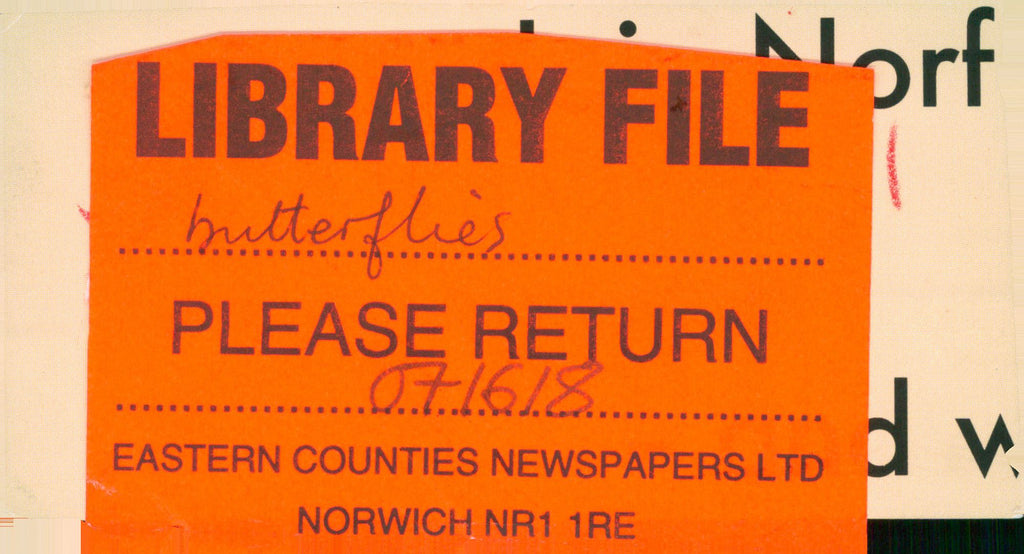 Norf
LIBRARY FILE
butterflies
PLEASE RETURN
071618
d w
EASTERN COUNTIES NEWSPAPERS LTD
NORWICH NR1 1RE